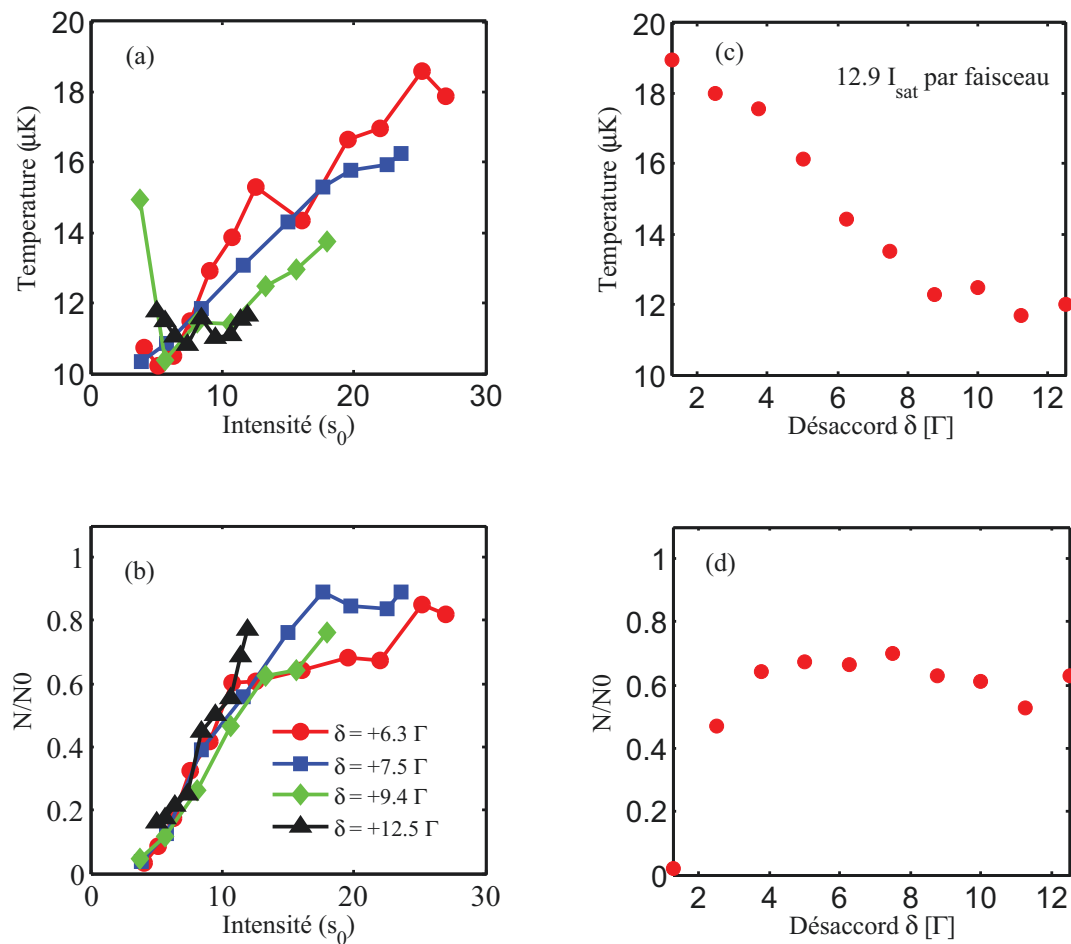 (a)
Temperature (µK)
20
18
16
14
12
10
0
10
20
30
Intensité (s0)
(c)
12.9 Isat par faisceau
Temperature (µK)
20
18
16
14
12
10
2
4
6
8
10
12
Désaccord δ [Γ]
(b)
N/N0
1
0.8
0.6
0.4
0.2
0
δ = +6.3 Γ
δ = +7.5 Γ
δ = +9.4 Γ
δ = +12.5 Γ
0
10
20
30
Intensité (s0)
(d)
N/N0
1
0.8
0.6
0.4
0.2
0
2
4
6
8
10
12
Désaccord δ [Γ]